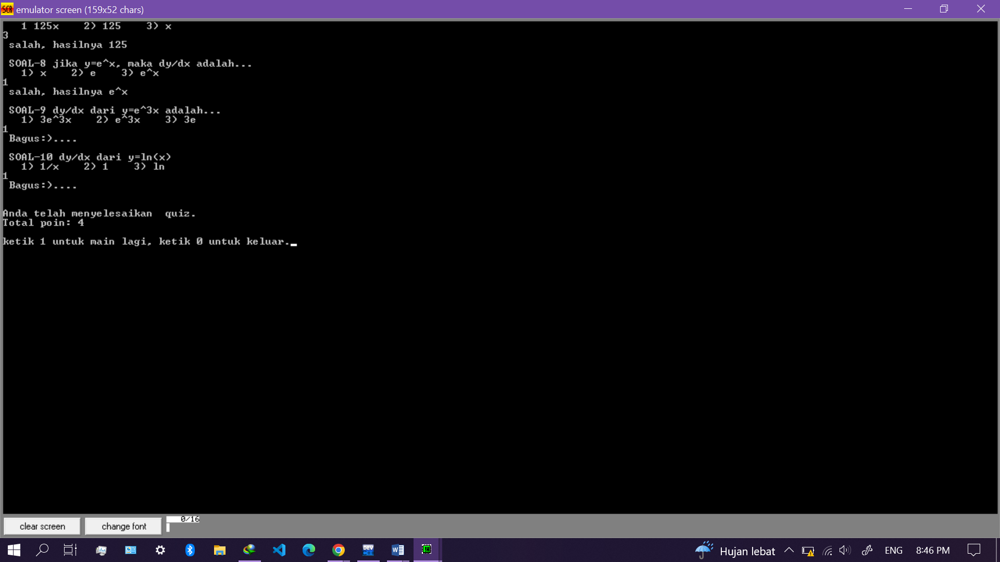 SCR emulator screen (159x52 chars)
1 125x 2) 125 3) x
3
salah, hasilnya 125
SOAL-8 jika y=e^x, maka dy/dx adalah...
1) x 2) e 3) e^x
1
salah, hasilnya e^x
SOAL-9 dy/dx dari y=e^3x adalah...
1) 3e^3x 2) e^3x 3) 3e
1
Bagus:)....
SOAL-10 dy/dx dari y=ln(x)
1) 1/x 2) 1 3) ln
1
Bagus:)....
Anda telah menyelesaikan  quiz.
Total poin: 4
ketik 1 untuk main lagi, ketik 0 untuk keluar._
clear screen change font 0/16
DEV C++ Hujan lebat ENG 8:46 PM